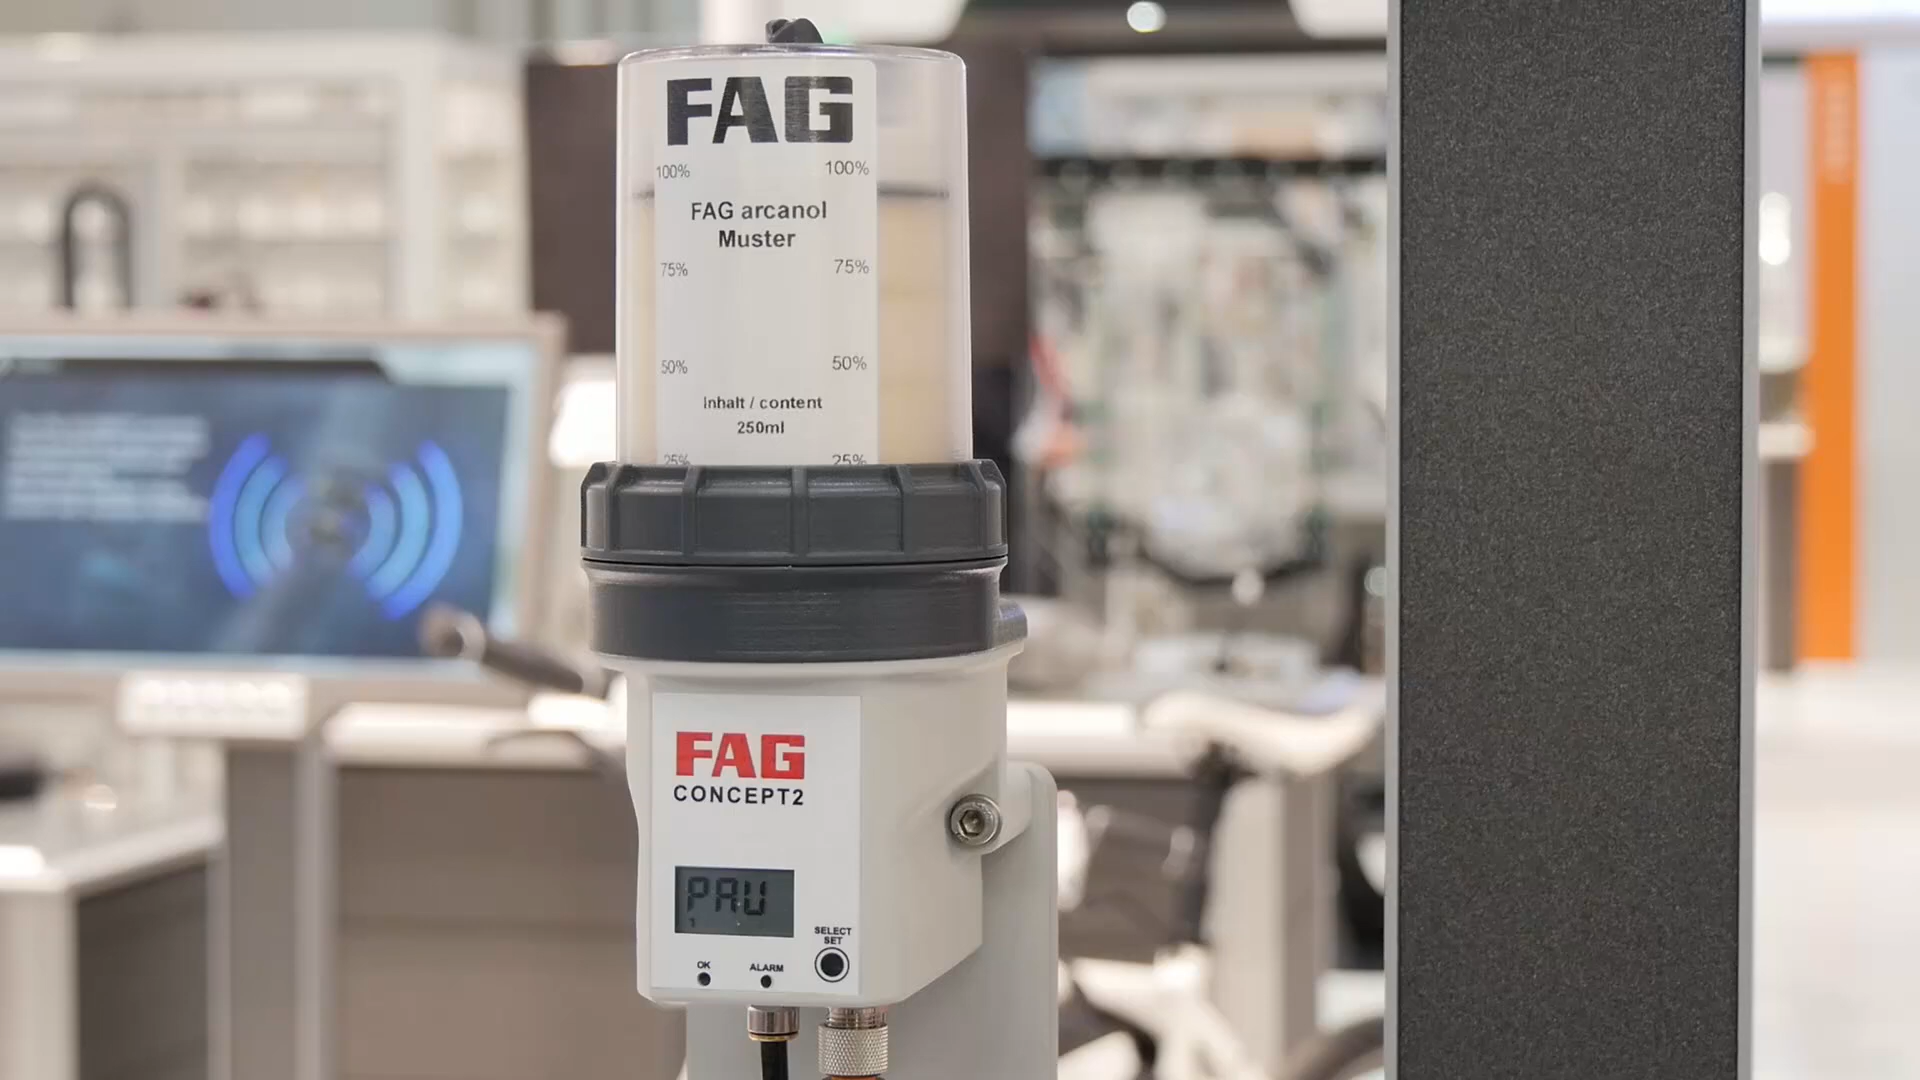 FAG
100% 100%
FAG arcanol
Muster
75% 75%
50% 50%
Inhalt / content
250ml
25% 25%
FAG
CONCEPT2
PAU
SELECT
SET
OK ALARM